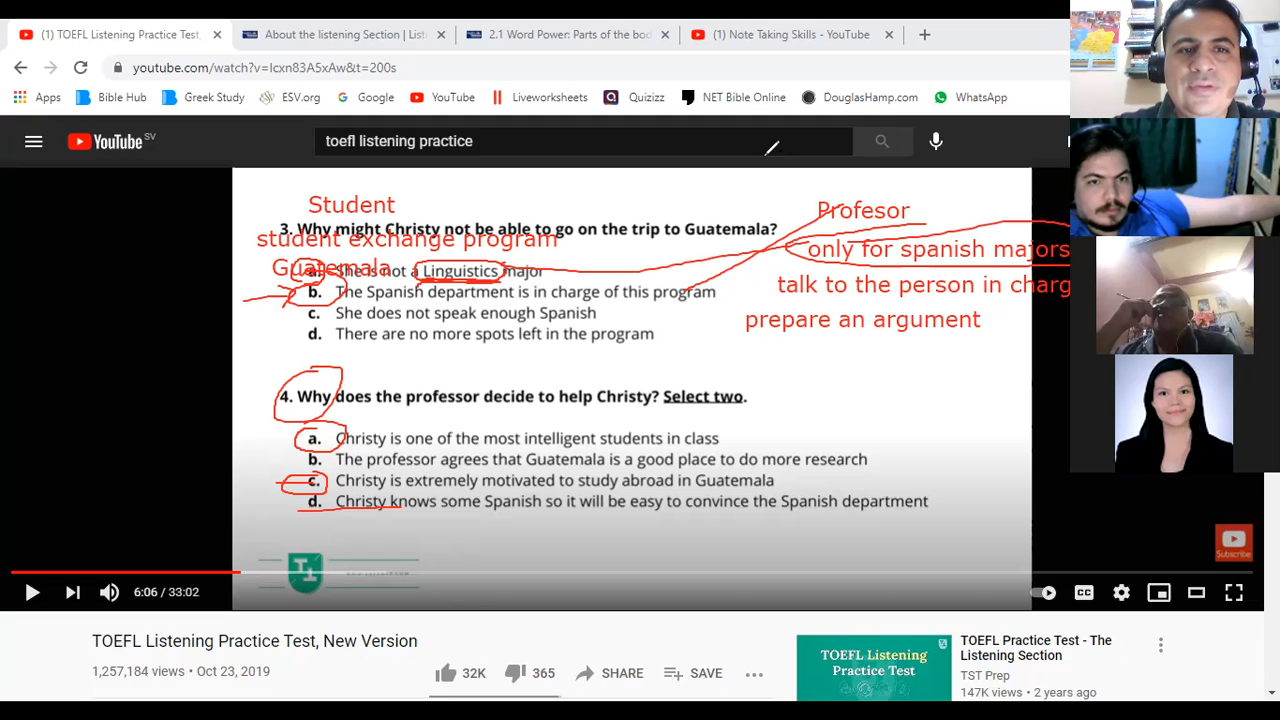 (1) TOEFL Listening Practice Test, About the listening Section | 2.1 Word Power: Parts of the bo (1) Note Taking Skills - YouTube
youtube.com/watch?v=Icxn83A5xAw&t=200s
Apps Bible Hub Greek Study ESV.org Google YouTube Liveworksheets Quizizz NET Bible Online DouglasHamp.com WhatsApp
YouTube SV
toefl listening practice
Student
Profesor
3. Why might Christy not be able to go on the trip to Guatemala?
student exchange program
only for spanish majors
Guatemala
a. She is not a Linguistics major
talk to the person in charg
b. The Spanish department is in charge of this program
c. She does not speak enough Spanish
prepare an argument
d. There are no more spots left in the program
4. Why does the professor decide to help Christy? Select two.
a. Christy is one of the most intelligent students in class
b. The professor agrees that Guatemala is a good place to do more research
c. Christy is extremely motivated to study abroad in Guatemala
d. Christy knows some Spanish so it will be easy to convince the Spanish department
Subscribe
6:06 / 33:02
CC
TOEFL Listening Practice Test, New Version
1,257,184 views • Oct 23, 2019
32K 365 SHARE SAVE
TOEFL Listening
Practice Test
TOEFL Practice Test - The
Listening Section
TST Prep
147K views • 2 years ago